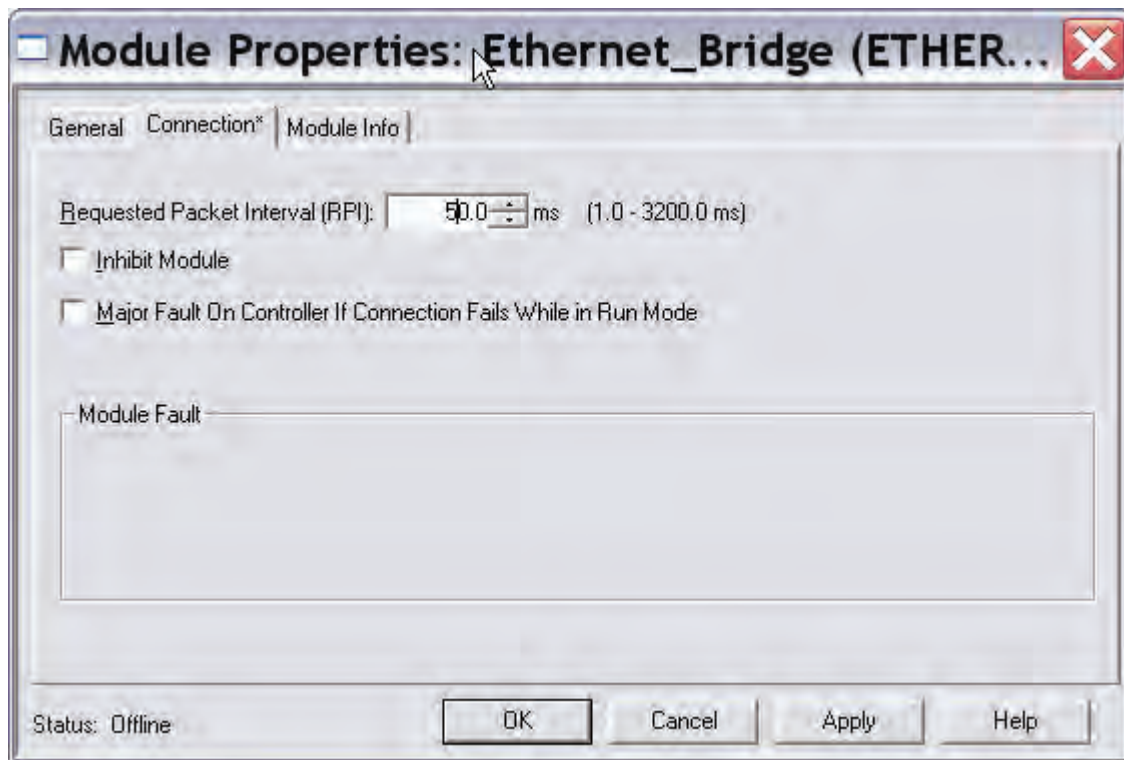 Module Properties: Ethernet_Bridge (ETHER...
General Connection* Module Info
Requested Packet Interval (RPI): 50.0 ms (1.0 - 3200.0 ms)
Inhibit Module
Major Fault On Controller If Connection Fails While in Run Mode
Module Fault
Status: Offline OK Cancel Apply Help